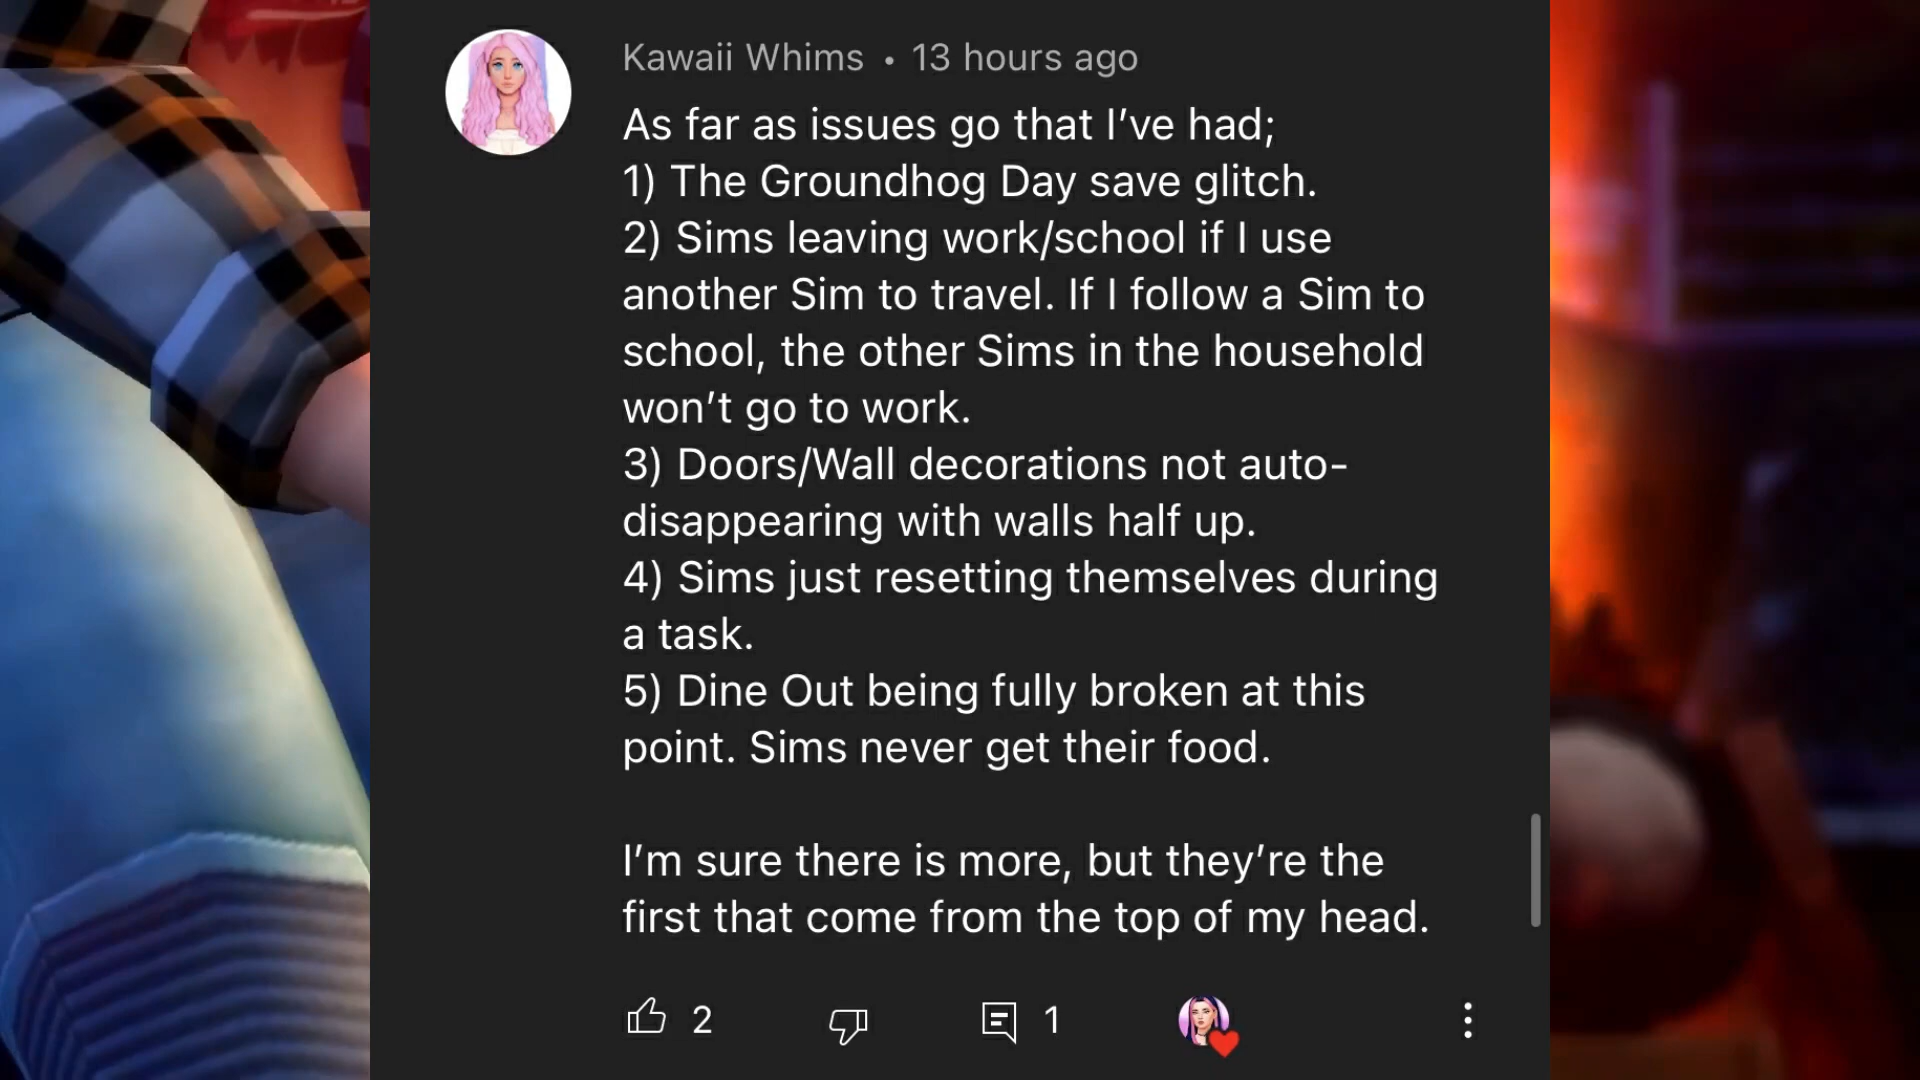 Kawaii Whims • 13 hours ago
As far as issues go that I’ve had;
1) The Groundhog Day save glitch.
2) Sims leaving work/school if I use
another Sim to travel. If I follow a Sim to
school, the other Sims in the household
won’t go to work.
3) Doors/Wall decorations not auto-
disappearing with walls half up.
4) Sims just resetting themselves during
a task.
5) Dine Out being fully broken at this
point. Sims never get their food.
I’m sure there is more, but they’re the
first that come from the top of my head.
2 1